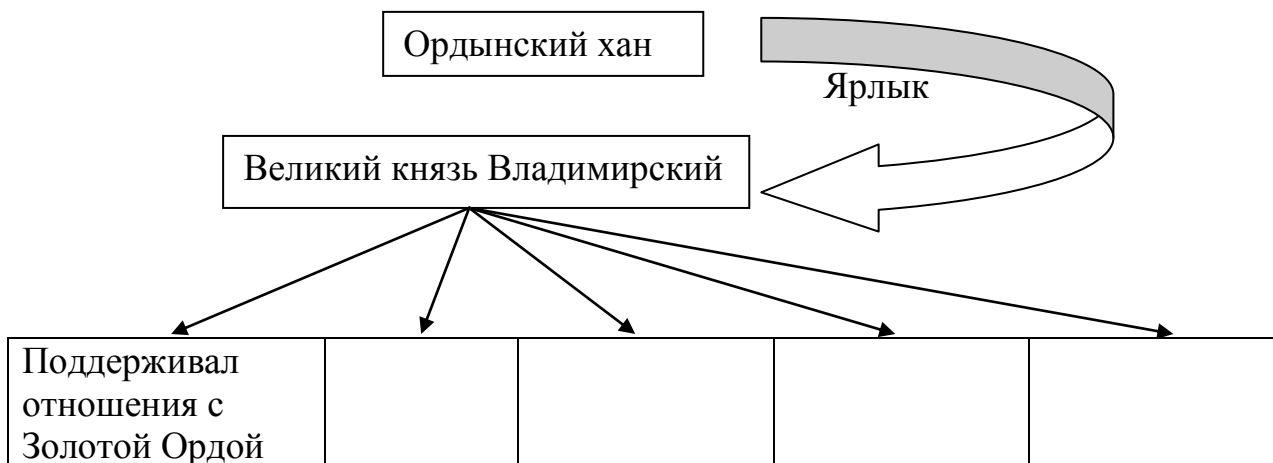 Ордынский хан
Ярлык
Великий князь Владимирский
Поддерживал
отношения с
Золотой Ордой